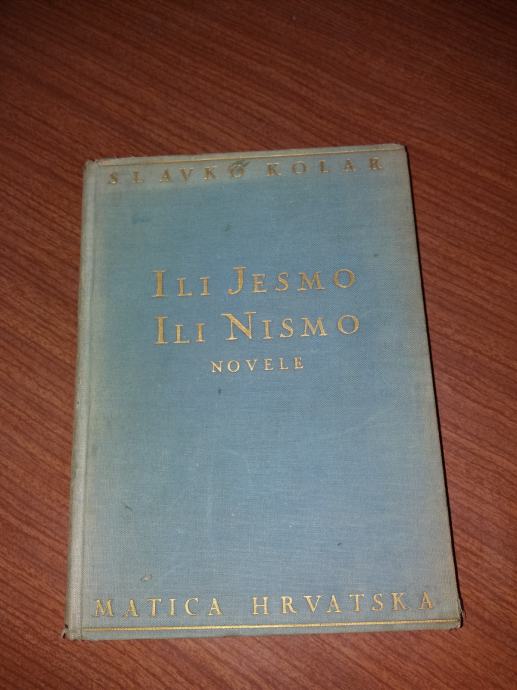 SLAVKO KOLAR
ILI JESMO
ILI NISMO
NOVELE
MATICA HRVATSKA